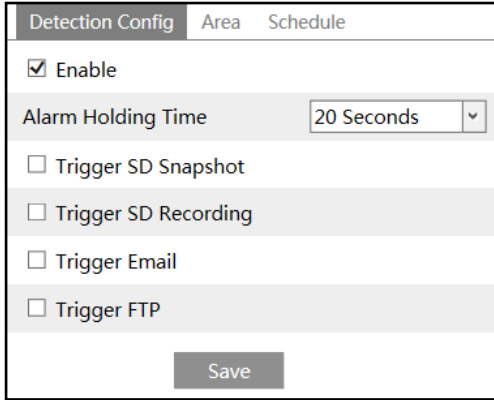 Detection Config Area Schedule
Enable
Alarm Holding Time 20 Seconds
Trigger SD Snapshot
Trigger SD Recording
Trigger Email
Trigger FTP
Save